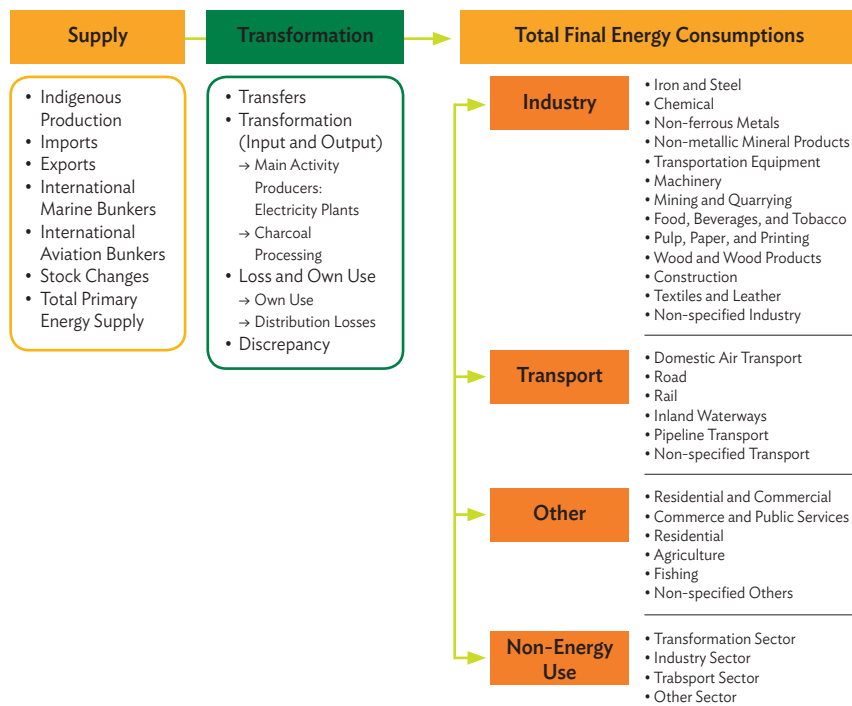 Supply
Transformation
Total Final Energy Consumptions
• Indigenous
Production
• Imports
• Exports
• International
Marine Bunkers
• International
Aviation Bunkers
• Stock Changes
• Total Primary
Energy Supply
• Transfers
• Transformation
(Input and Output)
→ Main Activity
Producers:
Electricity Plants
→ Charcoal
Processing
• Loss and Own Use
→ Own Use
→ Distribution Losses
• Discrepancy
Industry
• Iron and Steel
• Chemical
• Non-ferrous Metals
• Non-metallic Mineral Products
• Transportation Equipment
• Machinery
• Mining and Quarrying
• Food, Beverages, and Tobacco
• Pulp, Paper, and Printing
• Wood and Wood Products
• Construction
• Textiles and Leather
• Non-specified Industry
Transport
• Domestic Air Transport
• Road
• Rail
• Inland Waterways
• Pipeline Transport
• Non-specified Transport
Other
• Residential and Commercial
• Commerce and Public Services
• Residential
• Agriculture
• Fishing
• Non-specified Others
Non-Energy
Use
• Transformation Sector
• Industry Sector
• Trabsport Sector
• Other Sector